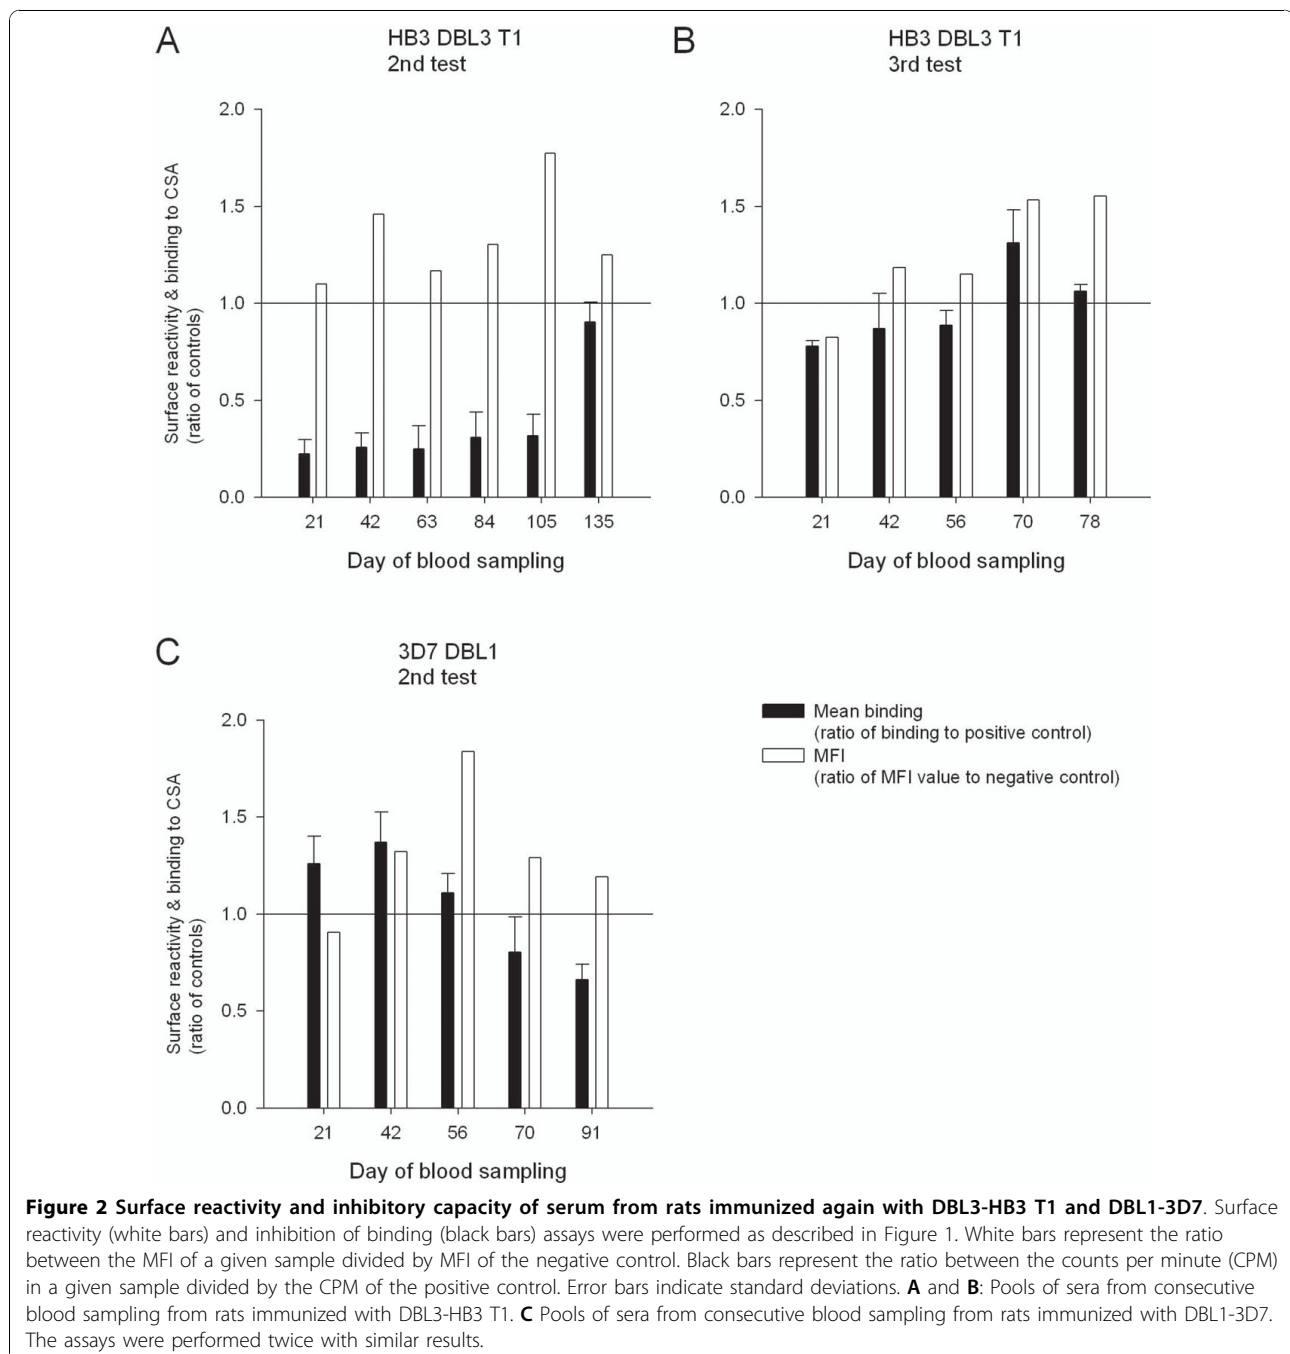 A
HB3 DBL3 T1
2nd test
2.0
1.5
1.0
0.5
0.0
Surface reactivity & binding to CSA
(ratio of controls)
21 42 63 84 105 135
Day of blood sampling
B
HB3 DBL3 T1
3rd test
2.0
1.5
1.0
0.5
0.0
21 42 56 70 78
Day of blood sampling
C
3D7 DBL1
2nd test
2.0
1.5
1.0
0.5
0.0
Surface reactivity & binding to CSA
(ratio of controls)
21 42 56 70 91
Day of blood sampling
Mean binding
(ratio of binding to positive control)
MFI
(ratio of MFI value to negative control)
Figure 2 Surface reactivity and inhibitory capacity of serum from rats immunized again with DBL3-HB3 T1 and DBL1-3D7. Surface
reactivity (white bars) and inhibition of binding (black bars) assays were performed as described in Figure 1. White bars represent the ratio
between the MFI of a given sample divided by MFI of the negative control. Black bars represent the ratio between the counts per minute (CPM)
in a given sample divided by the CPM of the positive control. Error bars indicate standard deviations. A and B: Pools of sera from consecutive
blood sampling from rats immunized with DBL3-HB3 T1. C Pools of sera from consecutive blood sampling from rats immunized with DBL1-3D7.
The assays were performed twice with similar results.